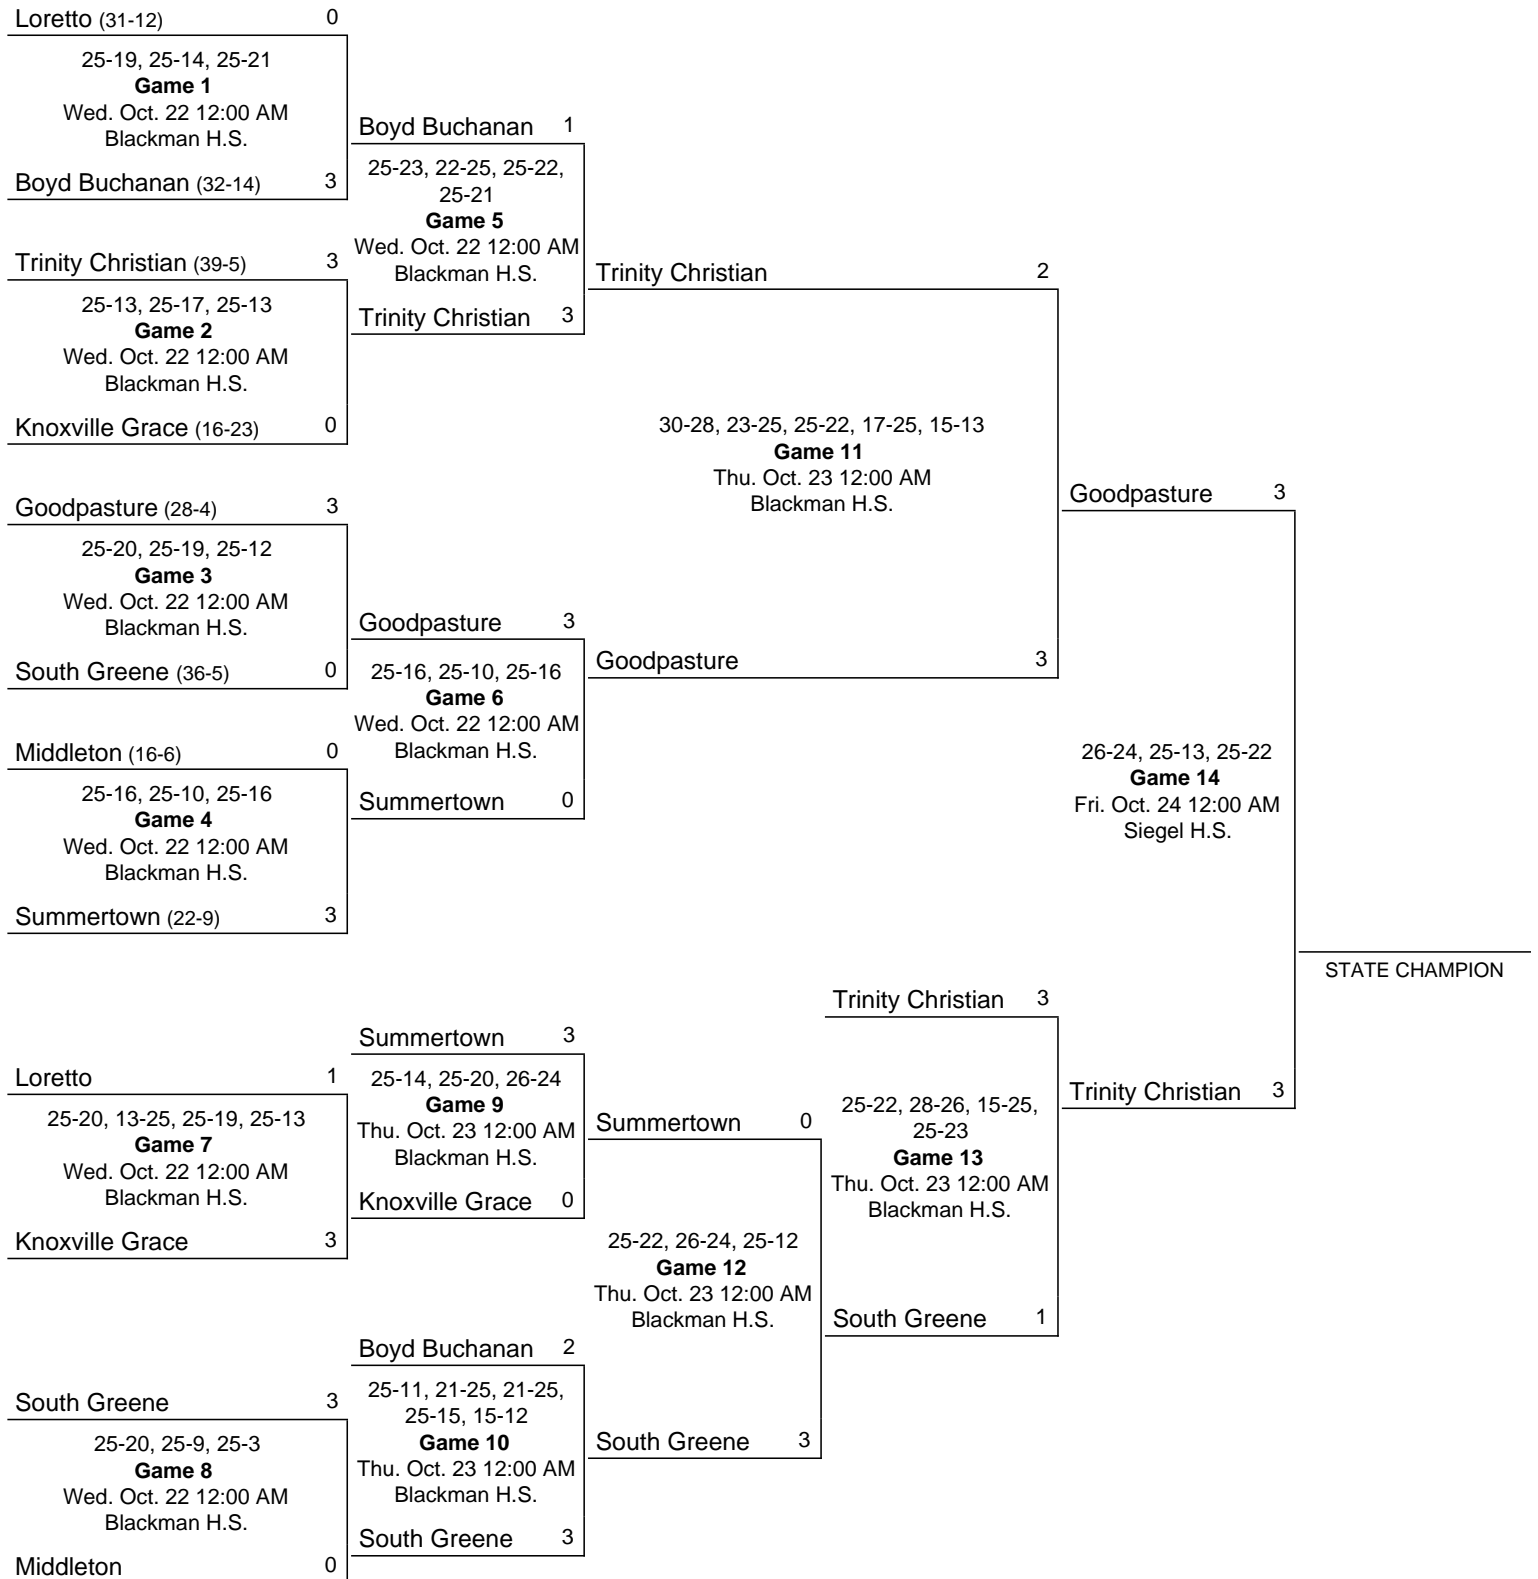 Loretto (31-12) 0
25-19, 25-14, 25-21
Game 1
Wed. Oct. 22 12:00 AM
Blackman H.S.
Boyd Buchanan (32-14) 3
Trinity Christian (39-5) 3
25-13, 25-17, 25-13
Game 2
Wed. Oct. 22 12:00 AM
Blackman H.S.
Knoxville Grace (16-23) 0
Goodpasture (28-4) 3
25-20, 25-19, 25-12
Game 3
Wed. Oct. 22 12:00 AM
Blackman H.S.
South Greene (36-5) 0
Middleton (16-6) 0
25-16, 25-10, 25-16
Game 4
Wed. Oct. 22 12:00 AM
Blackman H.S.
Summertown (22-9) 3
Boyd Buchanan 1
25-23, 22-25, 25-22,
25-21
Game 5
Wed. Oct. 22 12:00 AM
Blackman H.S.
Trinity Christian 3
Goodpasture 3
25-16, 25-10, 25-16
Game 6
Wed. Oct. 22 12:00 AM
Blackman H.S.
Summertown 0
Trinity Christian 2
30-28, 23-25, 25-22, 17-25, 15-13
Game 11
Thu. Oct. 23 12:00 AM
Blackman H.S.
Goodpasture 3
Goodpasture 3
26-24, 25-13, 25-22
Game 14
Fri. Oct. 24 12:00 AM
Siegel H.S.
Trinity Christian 3
STATE CHAMPION
Loretto 1
25-20, 13-25, 25-19, 25-13
Game 7
Wed. Oct. 22 12:00 AM
Blackman H.S.
Knoxville Grace 3
South Greene 3
25-20, 25-9, 25-3
Game 8
Wed. Oct. 22 12:00 AM
Blackman H.S.
Middleton 0
Summertown 3
25-14, 25-20, 26-24
Game 9
Thu. Oct. 23 12:00 AM
Blackman H.S.
Knoxville Grace 0
Boyd Buchanan 2
25-11, 21-25, 21-25,
25-15, 15-12
Game 10
Thu. Oct. 23 12:00 AM
Blackman H.S.
South Greene 3
Summertown 0
25-22, 26-24, 25-12
Game 12
Thu. Oct. 23 12:00 AM
Blackman H.S.
South Greene 3
Trinity Christian 3
25-22, 28-26, 15-25,
25-23
Game 13
Thu. Oct. 23 12:00 AM
Blackman H.S.
South Greene 1